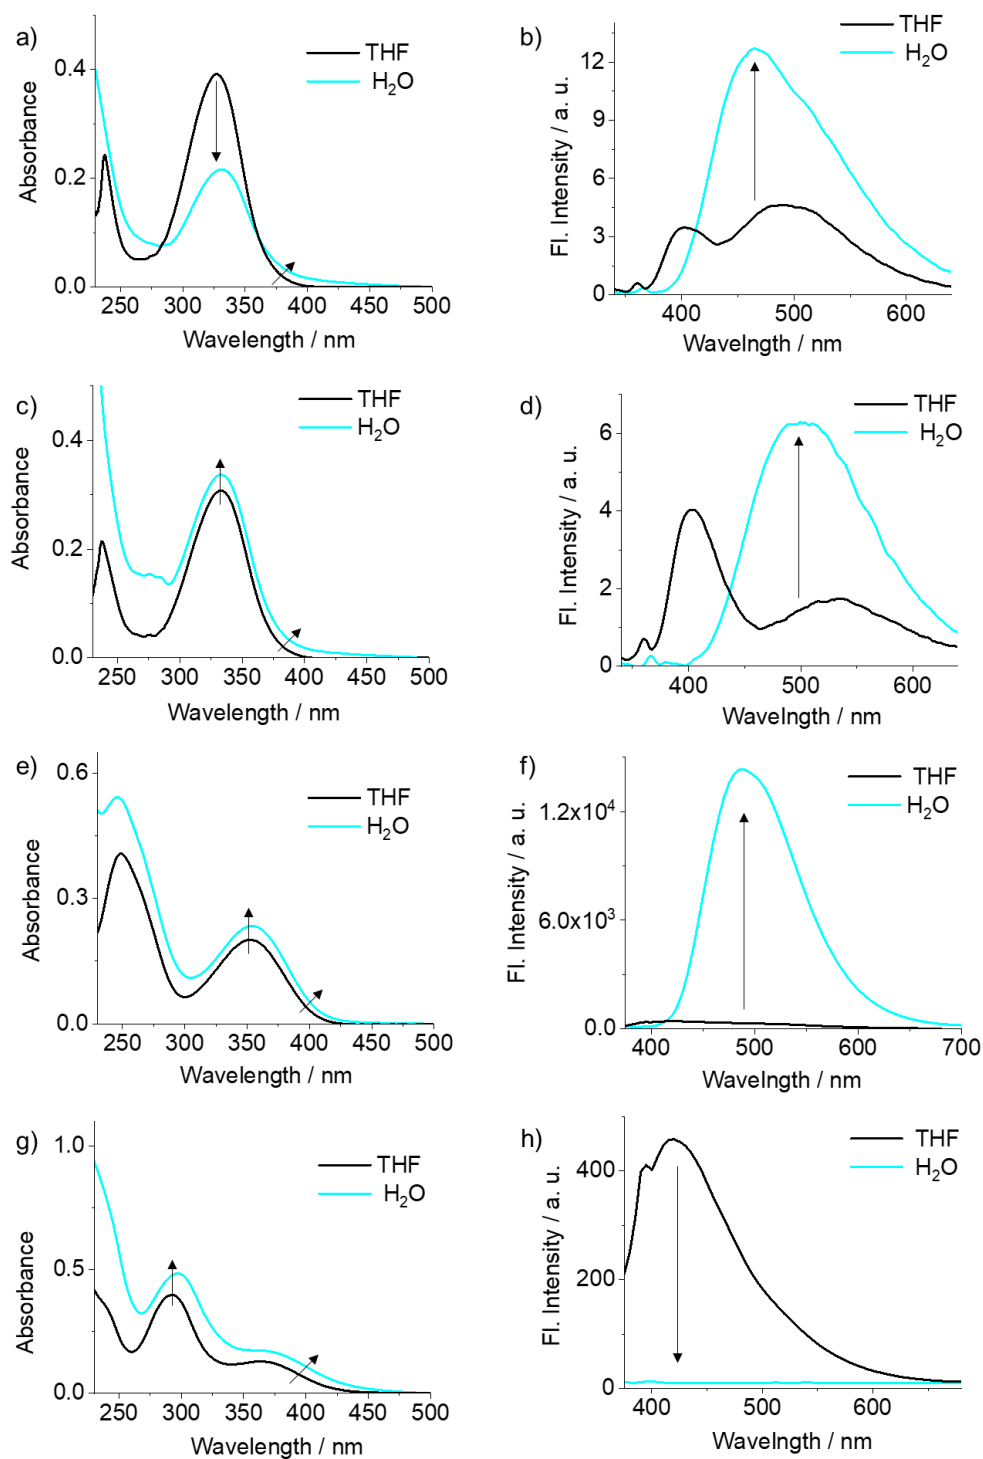 a)
THF
H₂O
Absorbance
0.4
0.2
0.0
250 300 350 400 450 500
Wavelength / nm
b)
THF
H₂O
Fl. Intensity / a. u.
12
9
6
3
0
400 500 600
Wavelngth / nm
c)
THF
H₂O
Absorbance
0.4
0.2
0.0
250 300 350 400 450 500
Wavelength / nm
d)
THF
H₂O
Fl. Intensity / a. u.
6
4
2
0
400 500 600
Wavelngth / nm
e)
THF
H₂O
Absorbance
0.6
0.3
0.0
250 300 350 400 450 500
Wavelength / nm
f)
THF
H₂O
Fl. Intensity / a. u.
1.2x10⁴
6.0x10³
0.0
400 500 600 700
Wavelngth / nm
g)
THF
H₂O
Absorbance
1.0
0.5
0.0
250 300 350 400 450 500
Wavelength / nm
h)
THF
H₂O
Fl. Intensity / a. u.
400
200
0
400 500 600
Wavelngth / nm